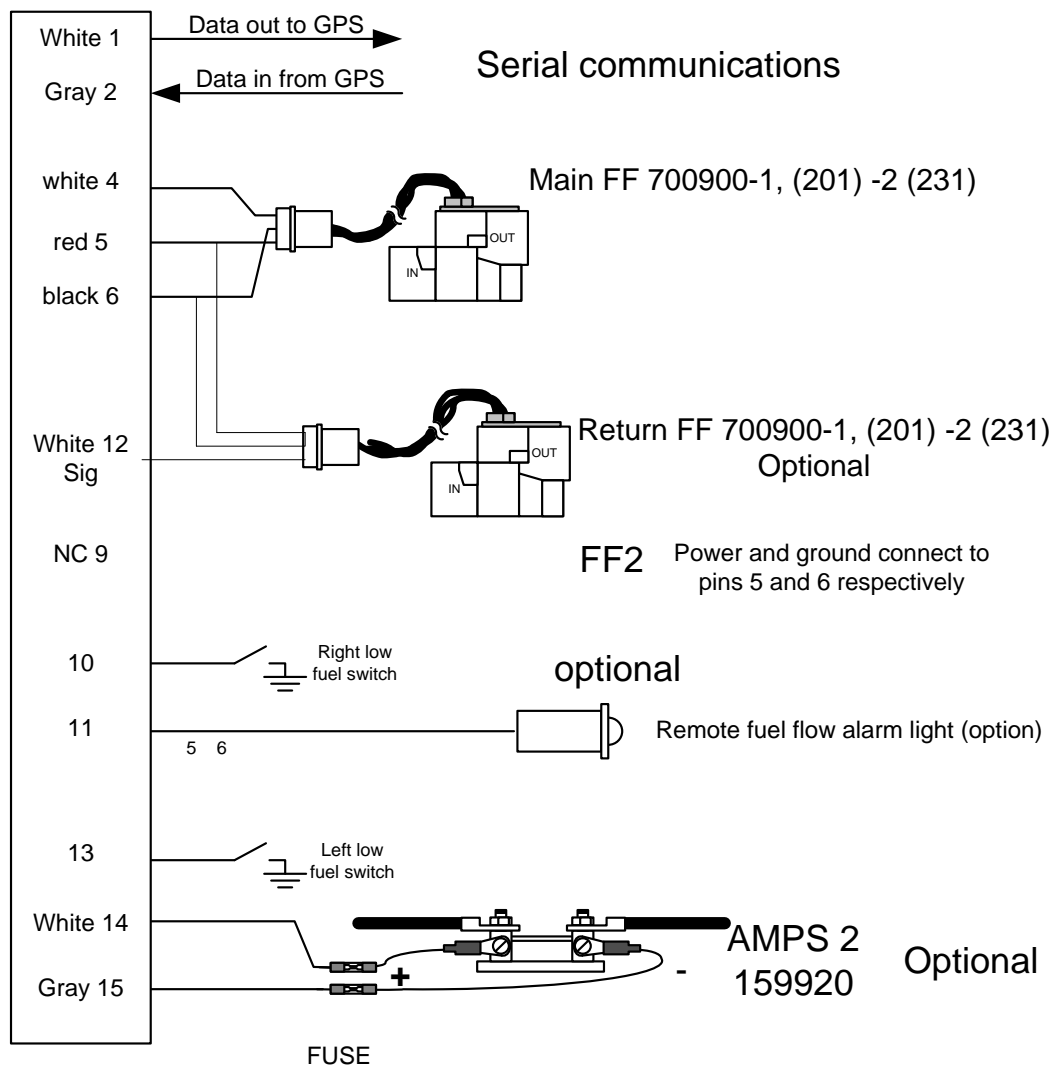 White 1
Data out to GPS
Serial communications
Gray 2
Data in from GPS
white 4
Main FF 700900-1, (201) -2 (231)
red 5
OUT
IN
black 6
White 12
Sig
Return FF 700900-1, (201) -2 (231)
Optional
OUT
IN
NC 9
FF2
Power and ground connect to
pins 5 and 6 respectively
10
Right low
fuel switch
optional
11
5 6
Remote fuel flow alarm light (option)
13
Left low
fuel switch
White 14
AMPS 2
159920
Optional
Gray 15
+
-
FUSE